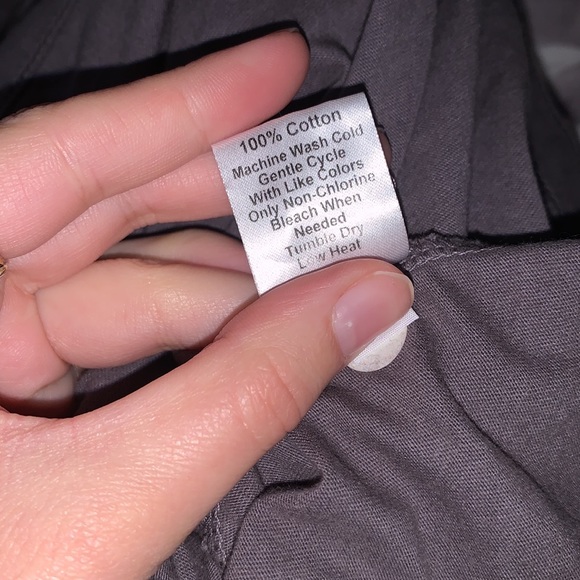 100% Cotton
Machine Wash Cold
Gentle Cycle
With Like Colors
Only Non-Chlorine
Bleach When
Needed
Tumble Dry
Low Heat